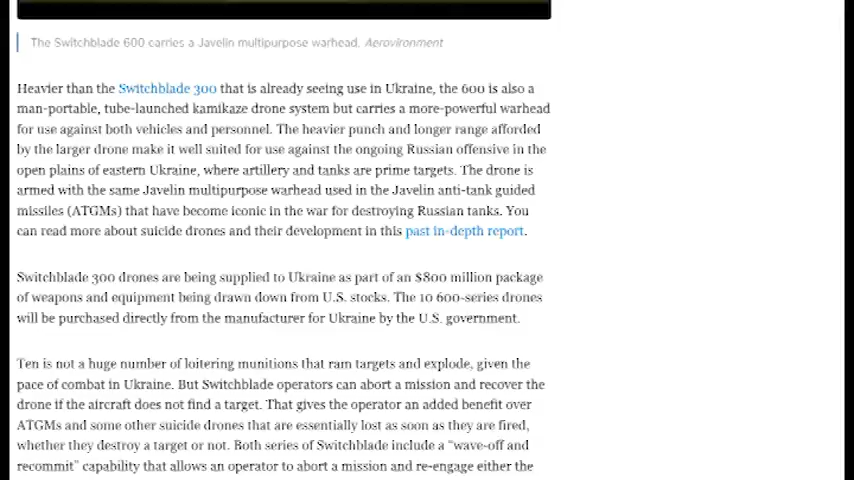 The Switchblade 600 carries a Javelin multipurpose warhead. Aerovironment
Heavier than the Switchblade 300 that is already seeing use in Ukraine, the 600 is also a
man-portable, tube-launched kamikaze drone system but carries a more-powerful warhead
for use against both vehicles and personnel. The heavier punch and longer range afforded
by the larger drone make it well suited for use against the ongoing Russian offensive in the
open plains of eastern Ukraine, where artillery and tanks are prime targets. The drone is
armed with the same Javelin multipurpose warhead used in the Javelin anti-tank guided
missiles (ATGMs) that have become iconic in the war for destroying Russian tanks. You
can read more about suicide drones and their development in this past in-depth report.
Switchblade 300 drones are being supplied to Ukraine as part of an $800 million package
of weapons and equipment being drawn down from U.S. stocks. The 10 600-series drones
will be purchased directly from the manufacturer for Ukraine by the U.S. government.
Ten is not a huge number of loitering munitions that ram targets and explode, given the
pace of combat in Ukraine. But Switchblade operators can abort a mission and recover the
drone if the aircraft does not find a target. That gives the operator an added benefit over
ATGMs and some other suicide drones that are essentially lost as soon as they are fired,
whether they destroy a target or not. Both series of Switchblade include a “wave-off and
recommit” capability that allows an operator to abort a mission and re-engage either the